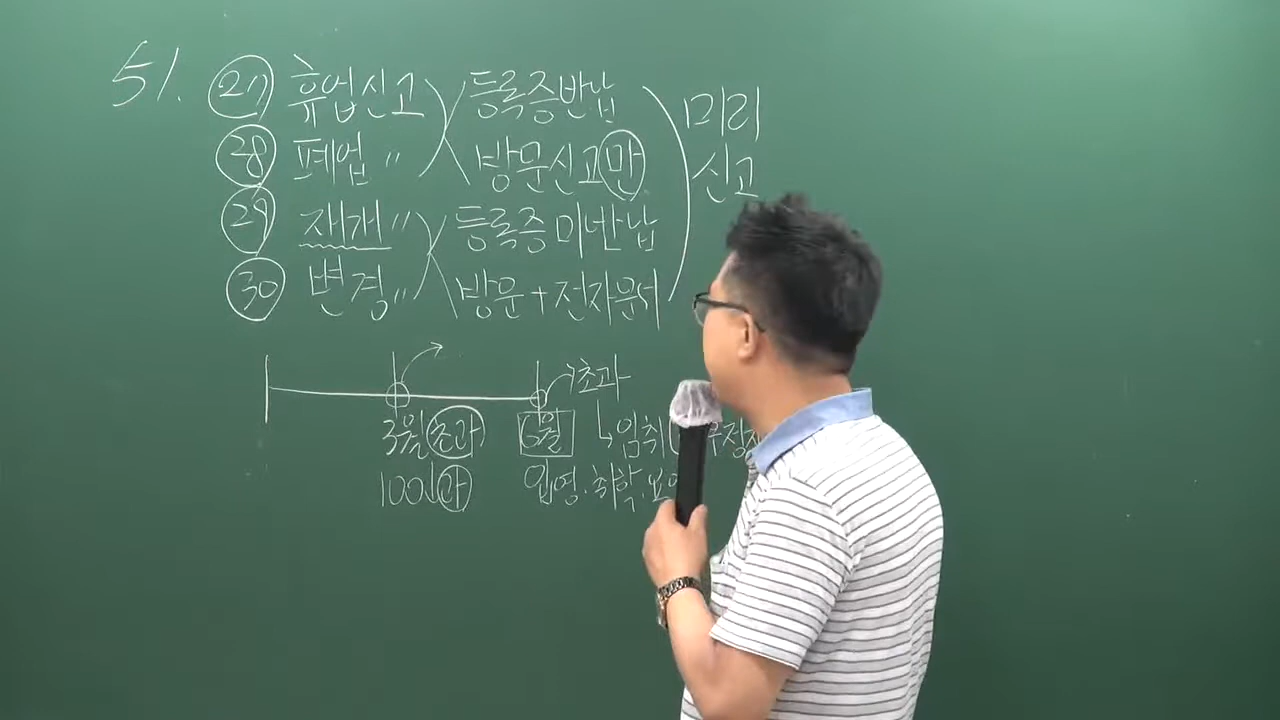 51. 27 휴업신고 등록증반납 미리
28 폐업 〃 방문신고만 신고
29 재개 〃 등록증 미반납
30 변경 〃 방문+전자문서
초과
3월초과 6월 ↳임취
100과 입영.취학.요